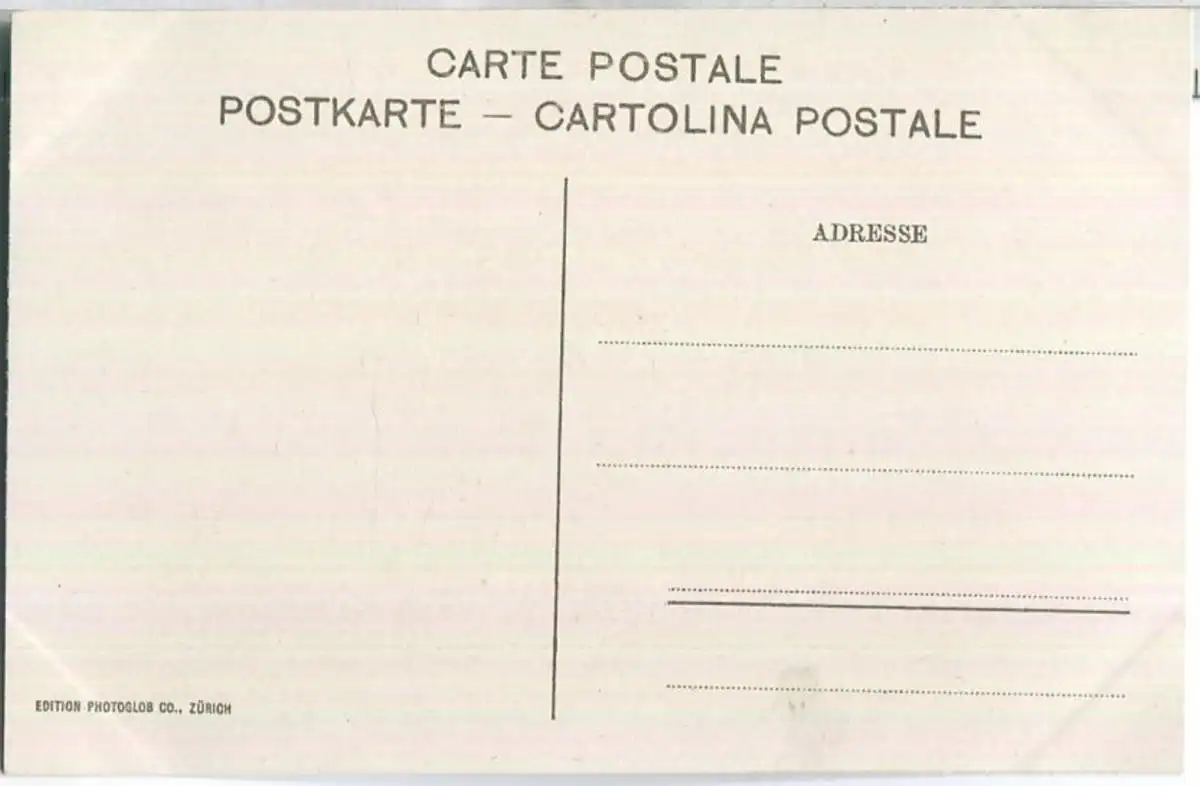 CARTE POSTALE
POSTKARTE — CARTOLINA POSTALE
ADRESSE
EDITION PHOTOGLOB CO., ZÜRICH